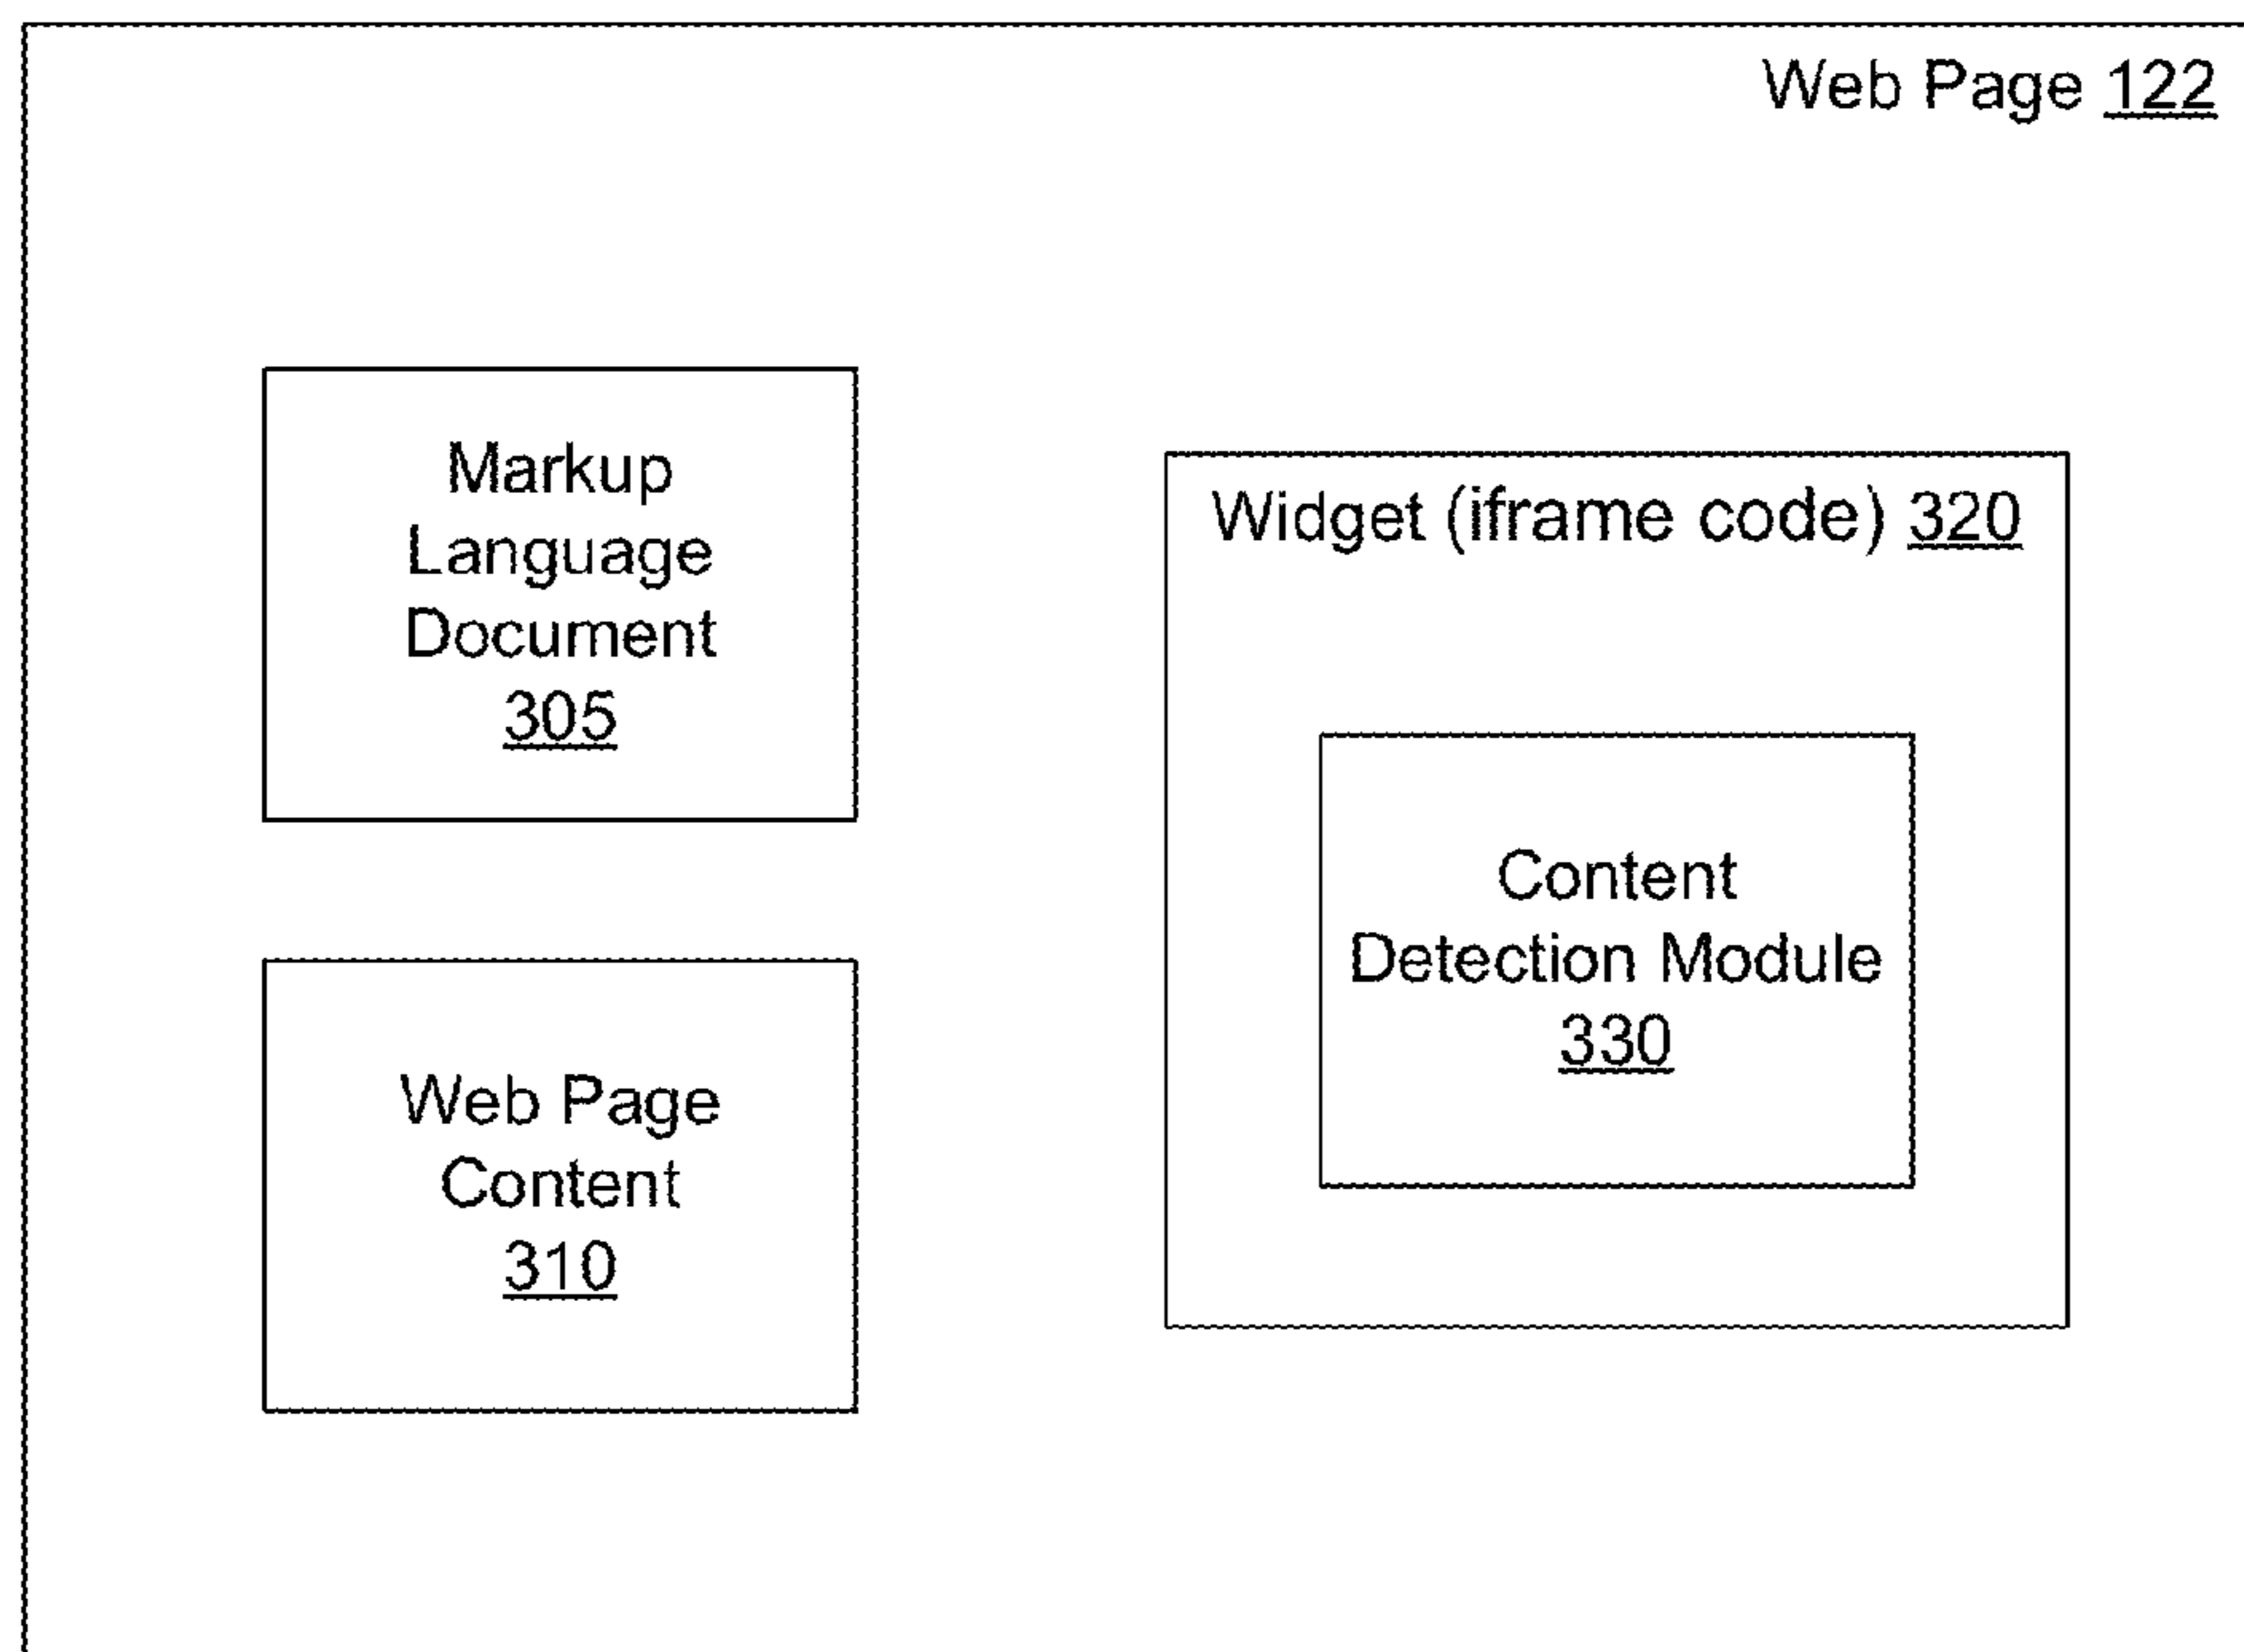 Web Page 122
Markup
Language
Document
305
Web Page
Content
310
Widget (iframe code) 320
Content
Detection Module
330